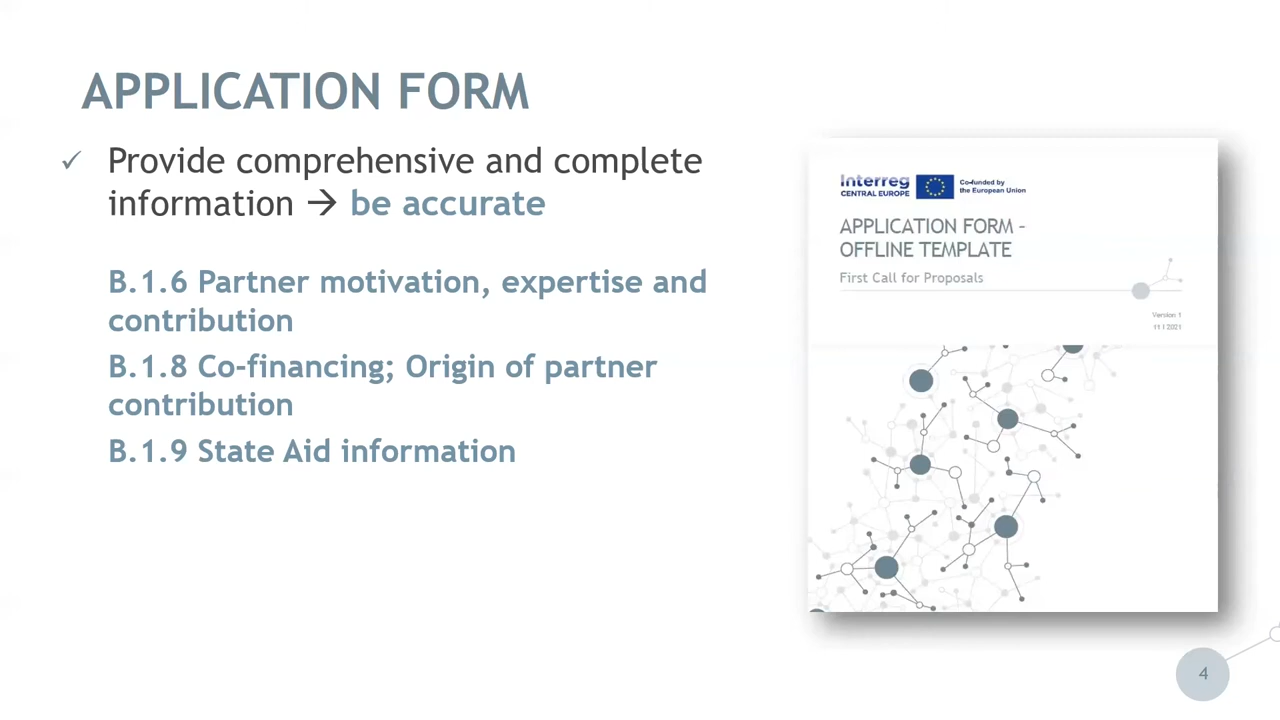 APPLICATION FORM
✓ Provide comprehensive and complete
information → be accurate
B.1.6 Partner motivation, expertise and
contribution
B.1.8 Co-financing; Origin of partner
contribution
B.1.9 State Aid information
Interreg
CENTRAL EUROPE
Co-funded by
the European Union
APPLICATION FORM –
OFFLINE TEMPLATE
First Call for Proposals
Version 1
11 I 2021
4